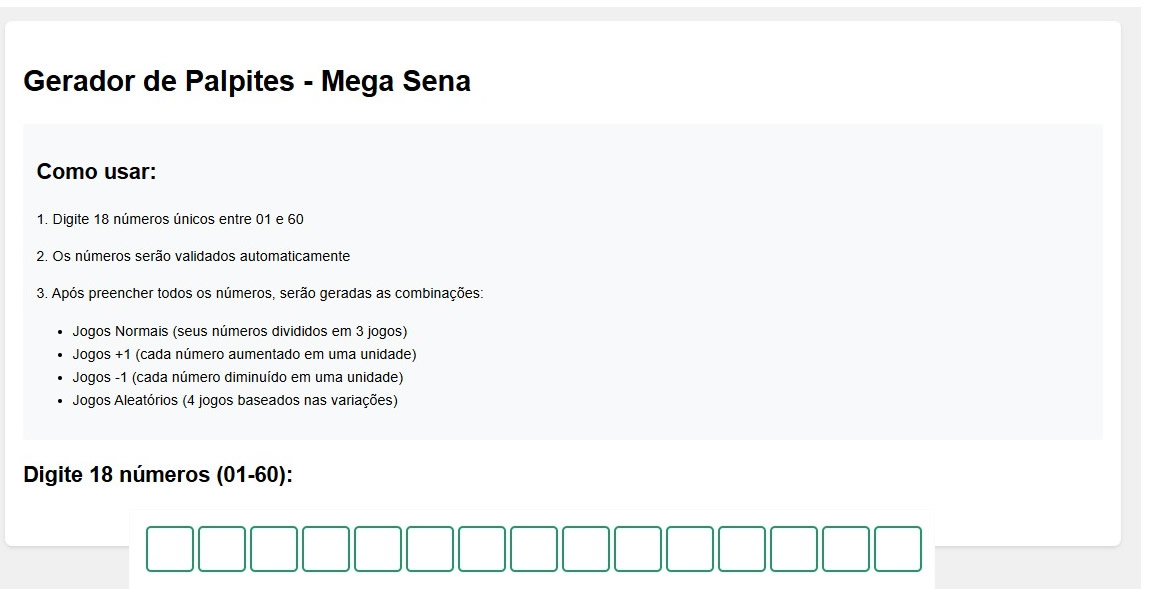 Gerador de Palpites - Mega Sena
Como usar:
1. Digite 18 números únicos entre 01 e 60
2. Os números serão validados automaticamente
3. Após preencher todos os números, serão geradas as combinações:
• Jogos Normais (seus números divididos em 3 jogos)
• Jogos +1 (cada número aumentado em uma unidade)
• Jogos -1 (cada número diminuído em uma unidade)
• Jogos Aleatórios (4 jogos baseados nas variações)
Digite 18 números (01-60):